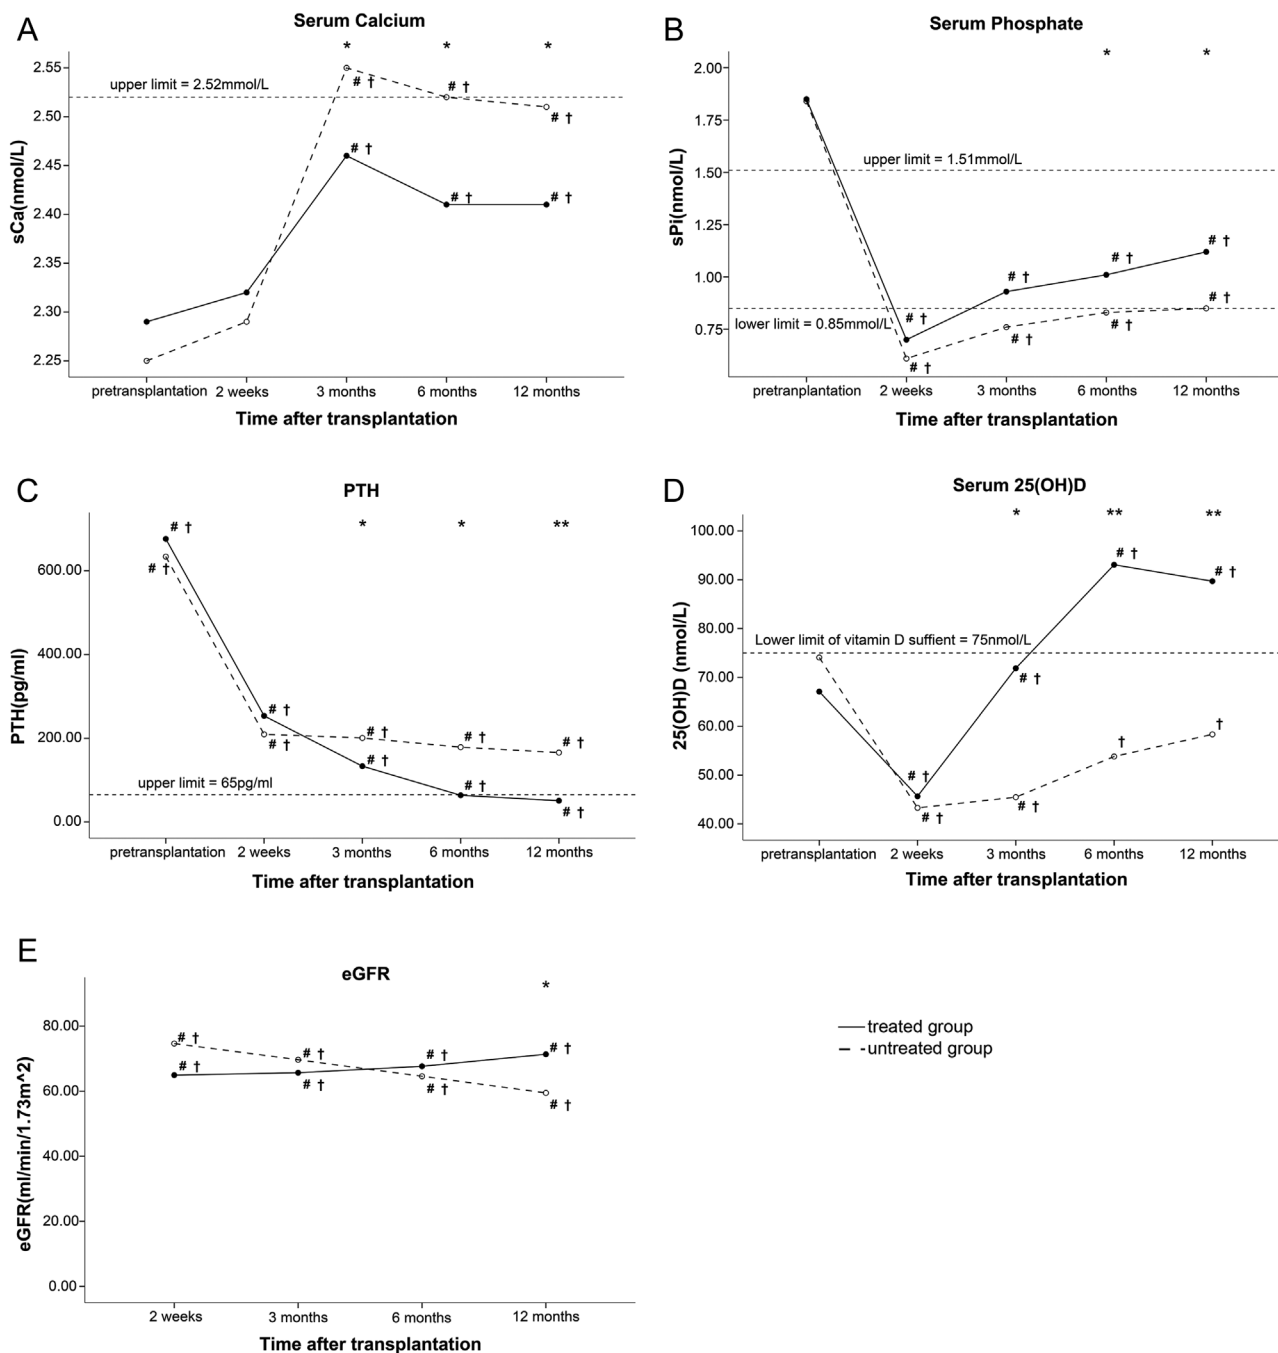 A
Serum Calcium
* * *
2.55
# †
# †
upper limit = 2.52mmol/L
2.50
# †
2.45
# †
2.40
# †
# †
2.35
2.30
2.25
sCa(nmol/L)
pretransplantation 2 weeks 3 months 6 months 12 months
Time after transplantation
B
Serum Phosphate
* *
2.00
1.75
upper limit = 1.51mmol/L
1.50
1.25
# †
# †
# †
1.00
# †
# †
lower limit = 0.85mmol/L
# †
0.75
# †
# †
sPi(nmol/L)
pretranplantation 2 weeks 3 months 6 months 12 months
Time after transplantation
C
PTH
* * **
# †
600.00
# †
400.00
# †
200.00
# †
# †
# †
# †
# †
upper limit = 65pg/ml
# †
# †
0.00
PTH(pg/ml)
pretransplantation 2 weeks 3 months 6 months 12 months
Time after transplantation
D
Serum 25(OH)D
* ** **
100.00
# †
90.00
# †
80.00
Lower limit of vitamin D suffient = 75nmol/L
70.00
# †
60.00
†
†
50.00
# †
# †
# †
40.00
25(OH)D (nmol/L)
pretransplantation 2 weeks 3 months 6 months 12 months
Time after transplantation
E
eGFR
*
80.00
# †
# †
# †
# †
# †
# †
# †
60.00
# †
40.00
20.00
0.00
eGFR(ml/min/1.73m^2)
2 weeks 3 months 6 months 12 months
Time after transplantation
treated group
untreated group